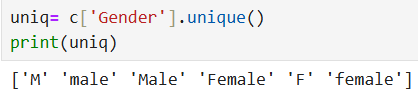 uniq= c['Gender'].unique()
print(uniq)
['M' 'male' 'Male' 'Female' 'F' 'female']